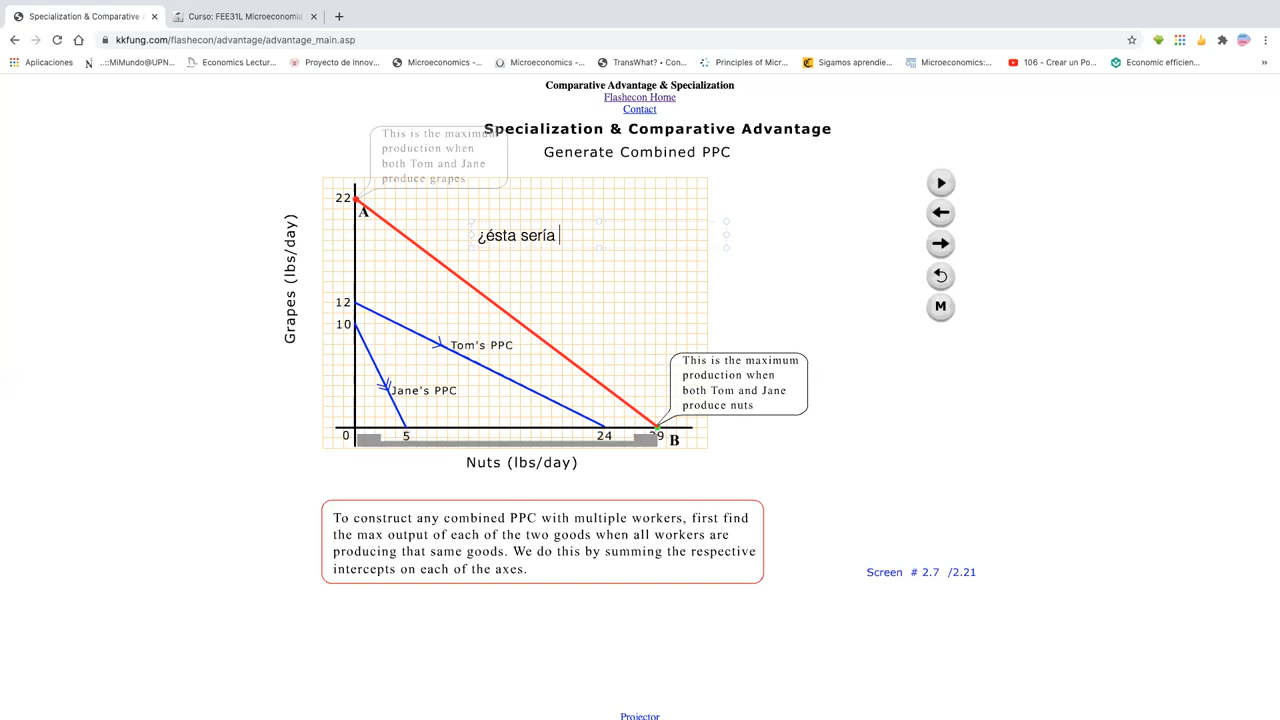 Specialization & Comparative A
Curso: FEE31L Microeconomia
kkfung.com/flashecon/advantage/advantage_main.asp
Aplicaciones
..::MiMundo@UPN...
Economics Lectur...
Proyecto de Innov...
Microeconomics -...
Microeconomics -...
TransWhat? • Con...
Principles of Micr...
Sigamos aprendie...
Microeconomics:...
106 - Crear un Po...
Economic efficien...
Comparative Advantage & Specialization
Flashecon Home
Contact
Specialization & Comparative Advantage
Generate Combined PPC
This is the maximum
production when
both Tom and Jane
produce grapes
22
A
¿ésta sería
Grapes (lbs/day)
12
10
Tom's PPC
Jane's PPC
This is the maximum
production when
both Tom and Jane
produce nuts
0
5
24
29
B
Nuts (lbs/day)
M
To construct any combined PPC with multiple workers, first find
the max output of each of the two goods when all workers are
producing that same goods. We do this by summing the respective
intercepts on each of the axes.
Screen # 2.7 /2.21
Projector